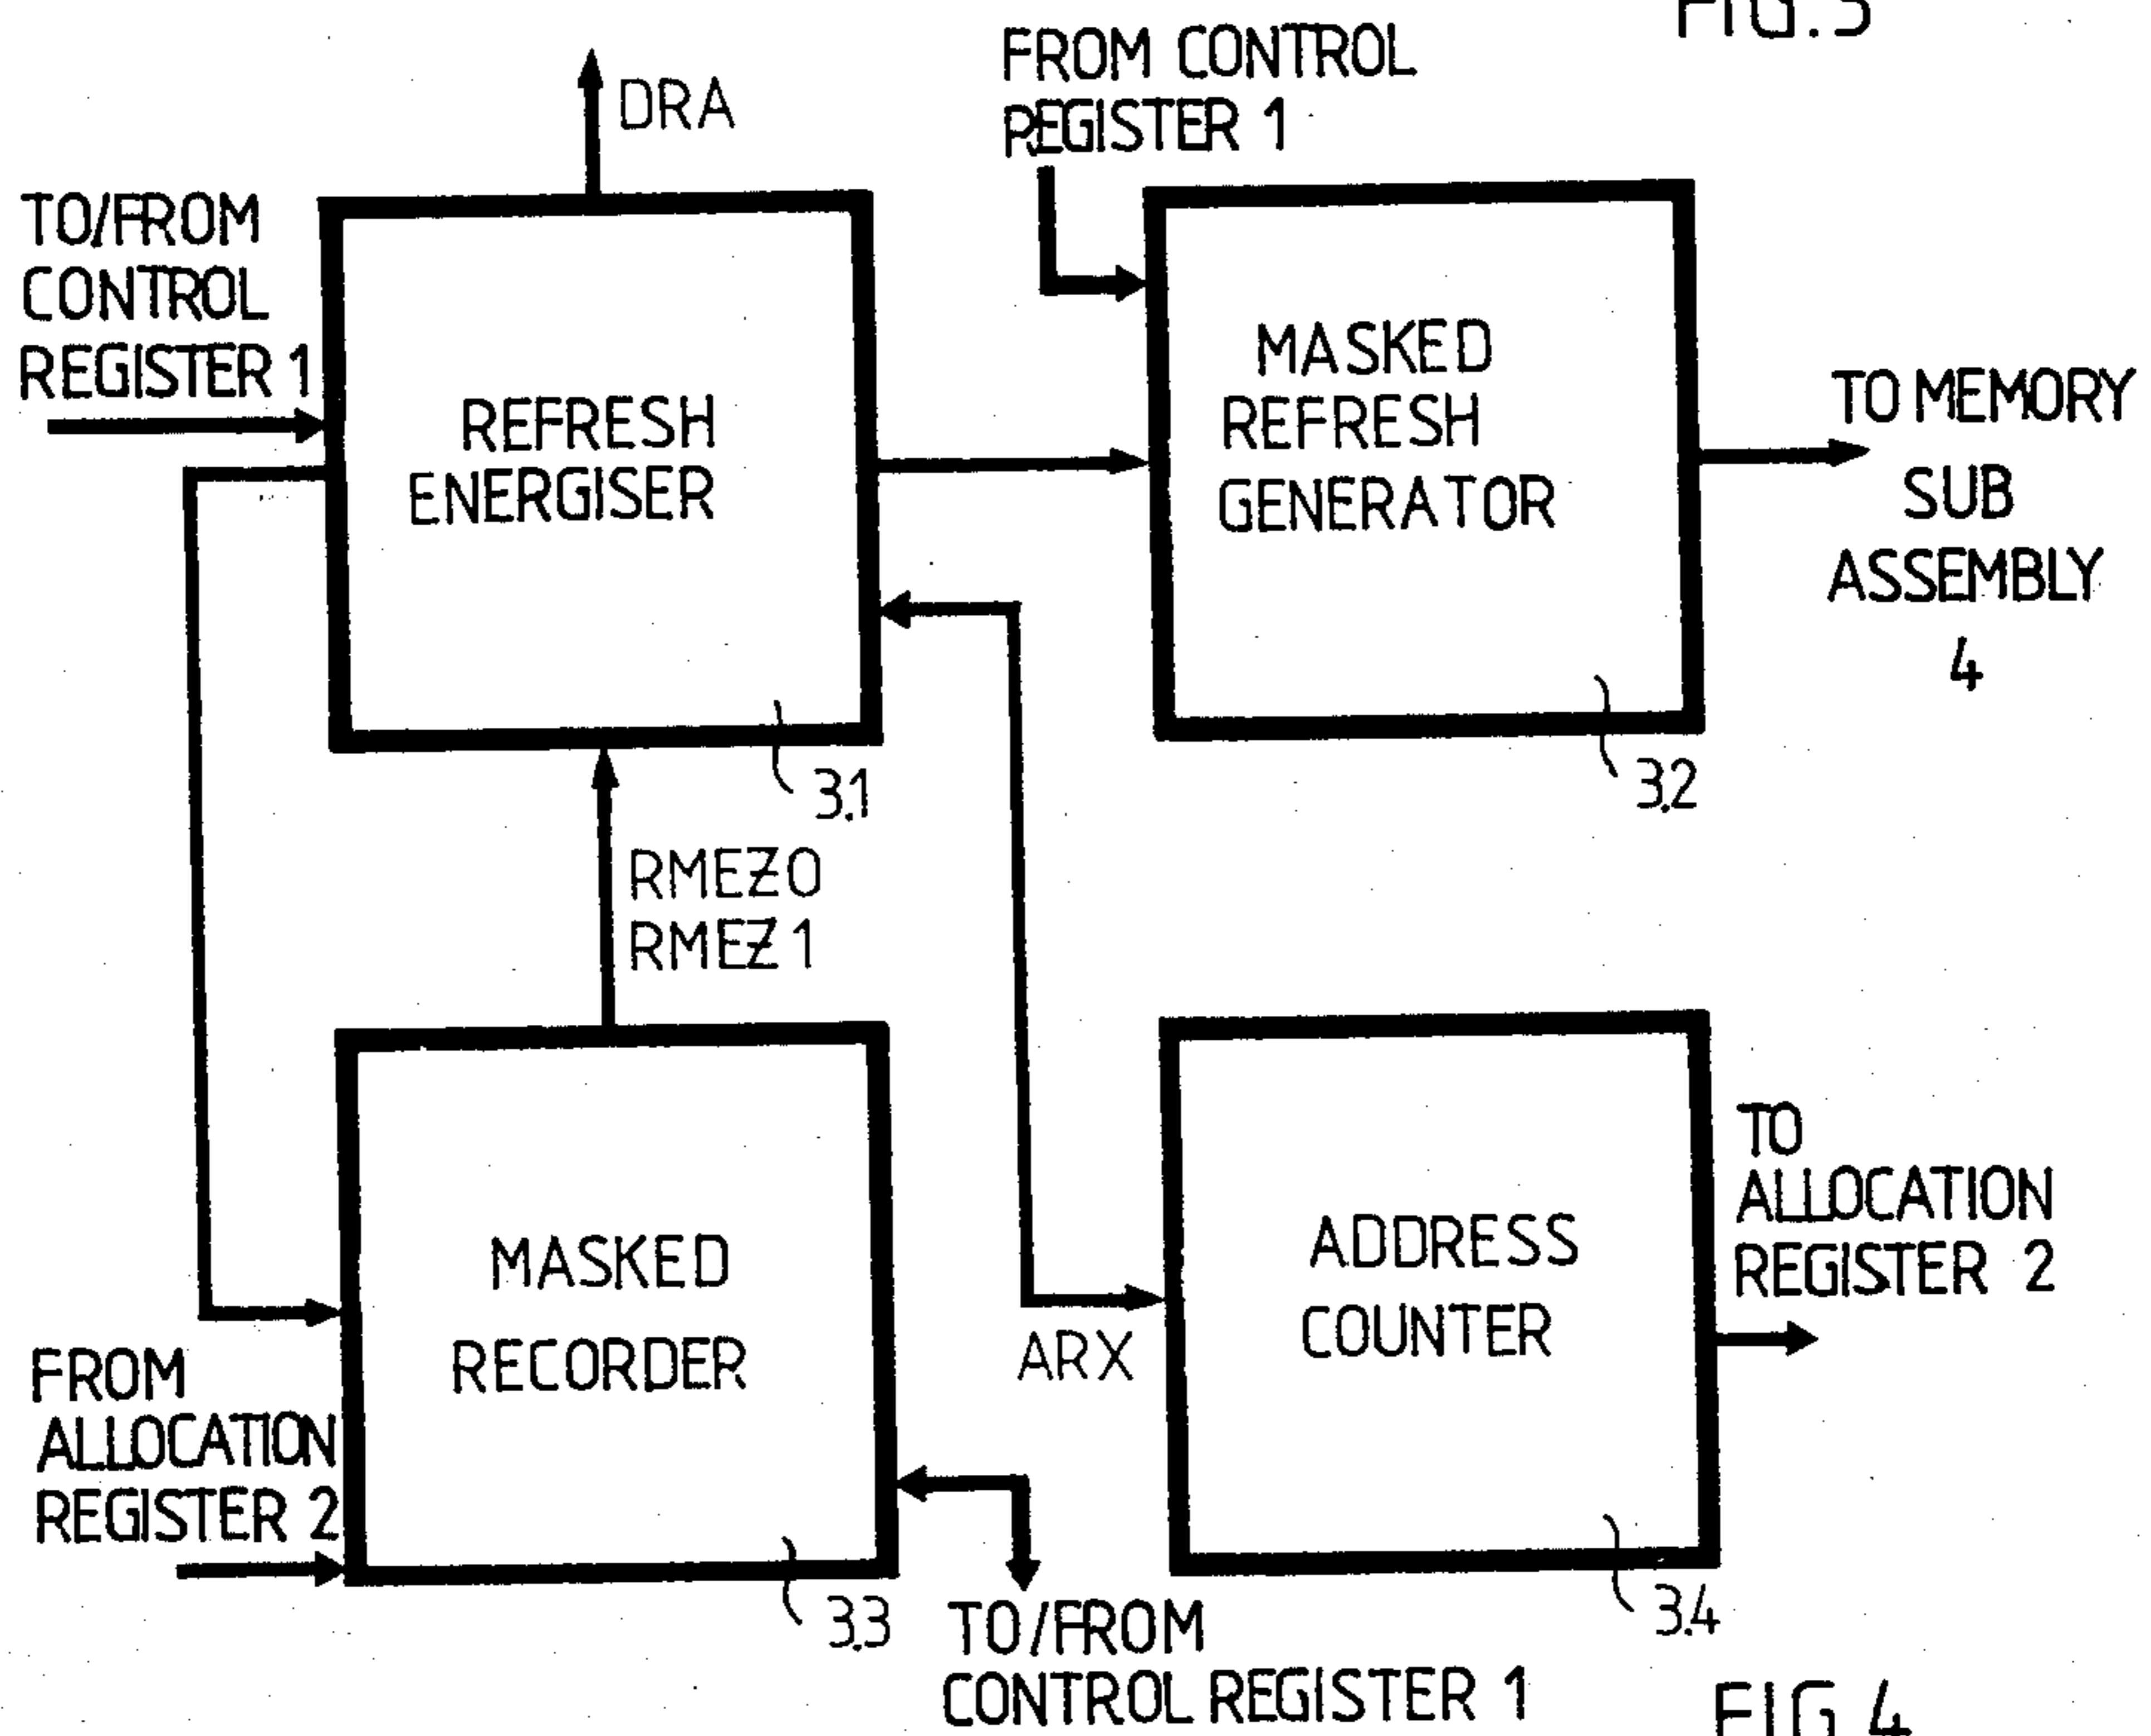 FIG.3
DRA
FROM CONTROL
REGISTER 1
TO/FROM
CONTROL
REGISTER 1
REFRESH
ENERGISER
MASKED
REFRESH
GENERATOR
TO MEMORY
SUB
ASSEMBLY
4
3.1
3.2
RMEZ0
RMEZ1
MASKED
RECORDER
ARX
ADDRESS
COUNTER
TO
ALLOCATION
REGISTER 2
FROM
ALLOCATION
REGISTER 2
3.3
3.4
TO/FROM
CONTROL REGISTER 1
FIG.4